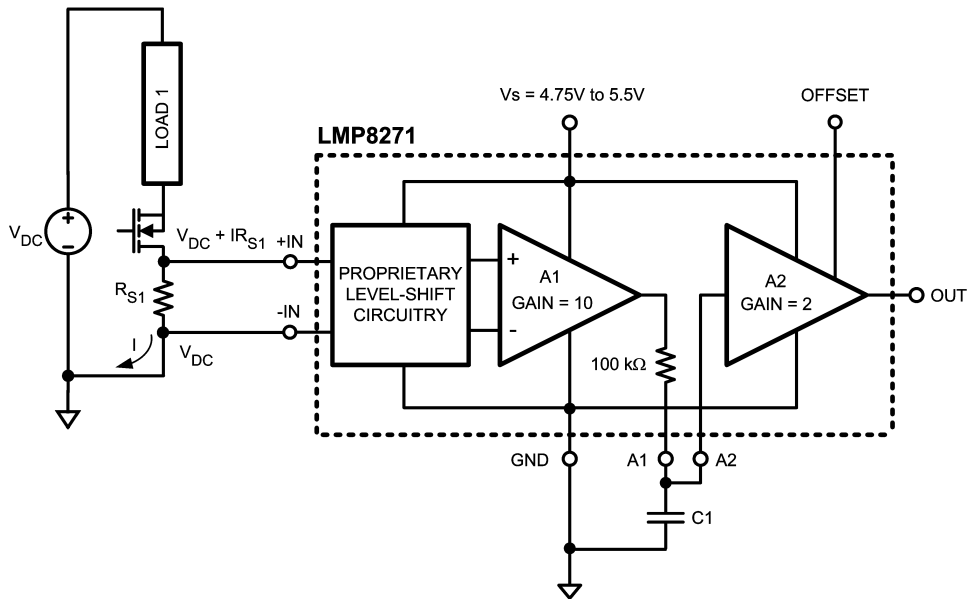 Vs = 4.75V to 5.5V
OFFSET
LMP8271
LOAD 1
+
-
VDC
VDC + IRS1
+IN
RS1
-IN
I
VDC
PROPRIETARY
LEVEL-SHIFT
CIRCUITRY
+
-
A1
GAIN = 10
A2
GAIN = 2
OUT
100 kΩ
GND
A1
A2
C1